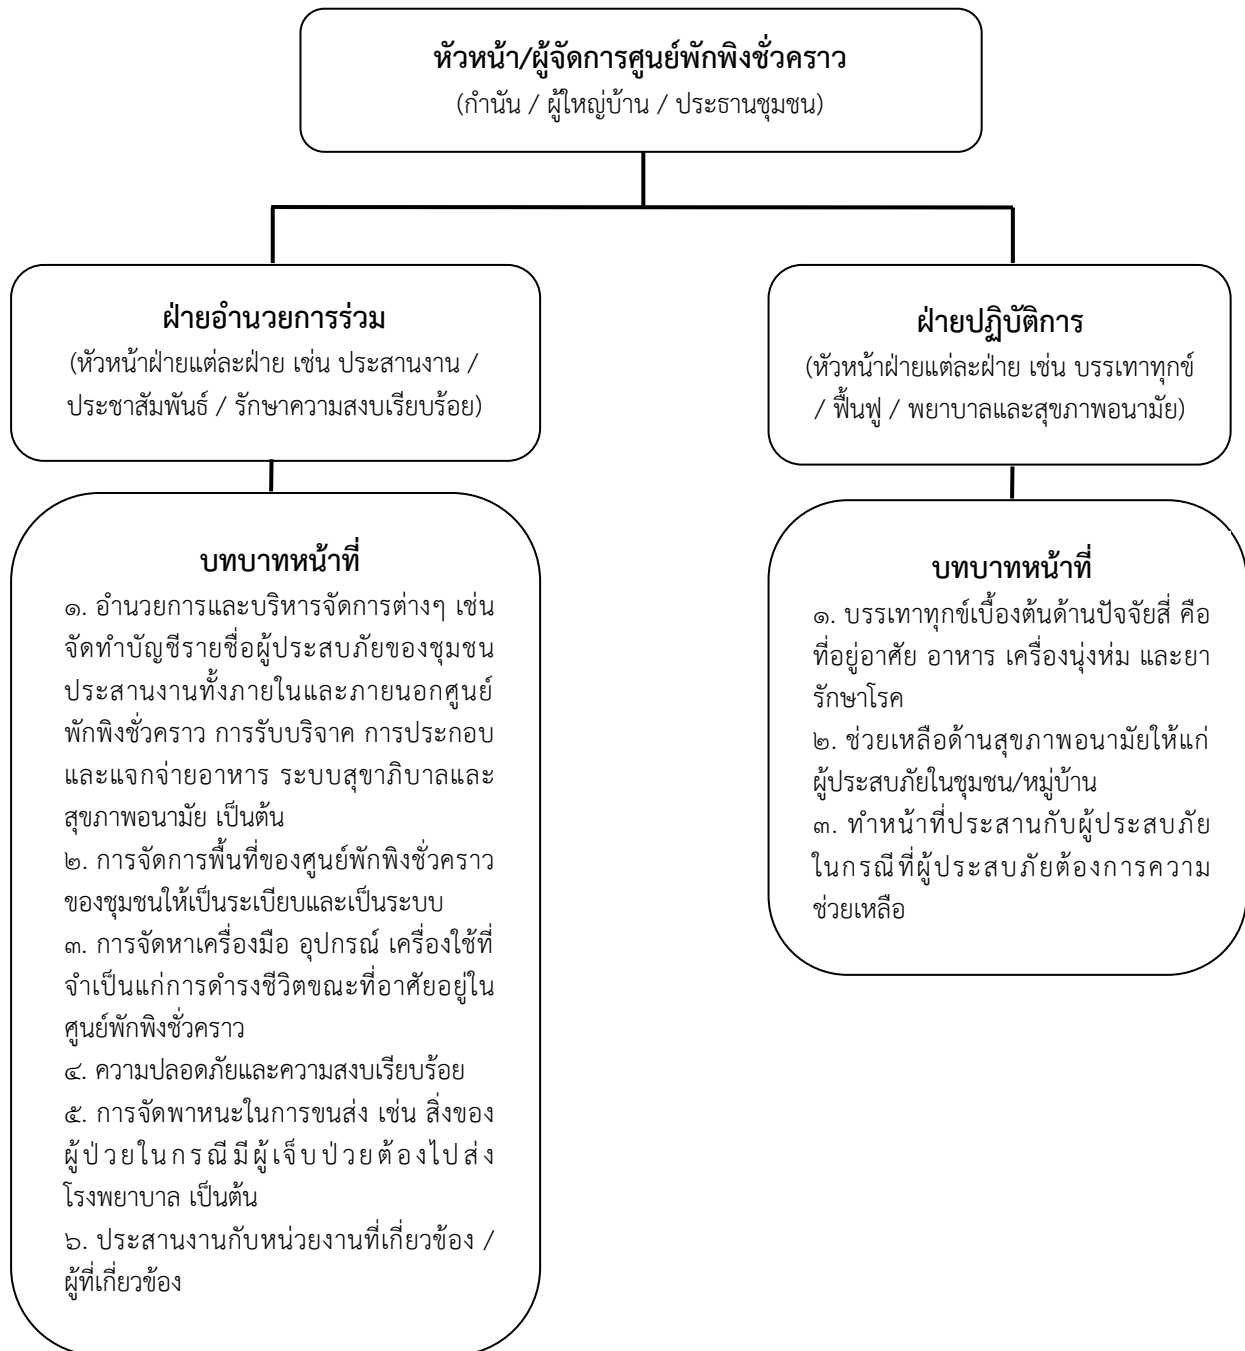 หัวหน้า/ผู้จัดการศูนย์พักพิงชั่วคราว
(กำนัน / ผู้ใหญ่บ้าน / ประธานชุมชน)
ฝ่ายอำนวยการร่วม
(หัวหน้าฝ่ายแต่ละฝ่าย เช่น ประสานงาน /
ประชาสัมพันธ์ / รักษาความสงบเรียบร้อย)
บทบาทหน้าที่
๑. อำนวยการและบริหารจัดการต่างๆ เช่น
จัดทำบัญชีรายชื่อผู้ประสบภัยของชุมชน
ประสานงานทั้งภายในและภายนอกศูนย์
พักพิงชั่วคราว การรับบริจาค การประกอบ
และแจกจ่ายอาหาร ระบบสุขาภิบาลและ
สุขภาพอนามัย เป็นต้น
๒. การจัดการพื้นที่ของศูนย์พักพิงชั่วคราว
ของชุมชนให้เป็นระเบียบและเป็นระบบ
๓. การจัดหาเครื่องมือ อุปกรณ์ เครื่องใช้ที่
จำเป็นแก่การดำรงชีวิตขณะที่อาศัยอยู่ใน
ศูนย์พักพิงชั่วคราว
๔. ความปลอดภัยและความสงบเรียบร้อย
๕. การจัดพาหนะในการขนส่ง เช่น สิ่งของ
ผู้ป่วยในกรณีมีผู้เจ็บป่วยต้องไปส่ง
โรงพยาบาล เป็นต้น
๖. ประสานงานกับหน่วยงานที่เกี่ยวข้อง /
ผู้ที่เกี่ยวข้อง
ฝ่ายปฏิบัติการ
(หัวหน้าฝ่ายแต่ละฝ่าย เช่น บรรเทาทุกข์
/ ฟื้นฟู / พยาบาลและสุขภาพอนามัย)
บทบาทหน้าที่
๑. บรรเทาทุกข์เบื้องต้นด้านปัจจัยสี่ คือ
ที่อยู่อาศัย อาหาร เครื่องนุ่งห่ม และยา
รักษาโรค
๒. ช่วยเหลือด้านสุขภาพอนามัยให้แก่
ผู้ประสบภัยในชุมชน/หมู่บ้าน
๓. ทำหน้าที่ประสานกับผู้ประสบภัย
ในกรณีที่ผู้ประสบภัยต้องการความ
ช่วยเหลือ